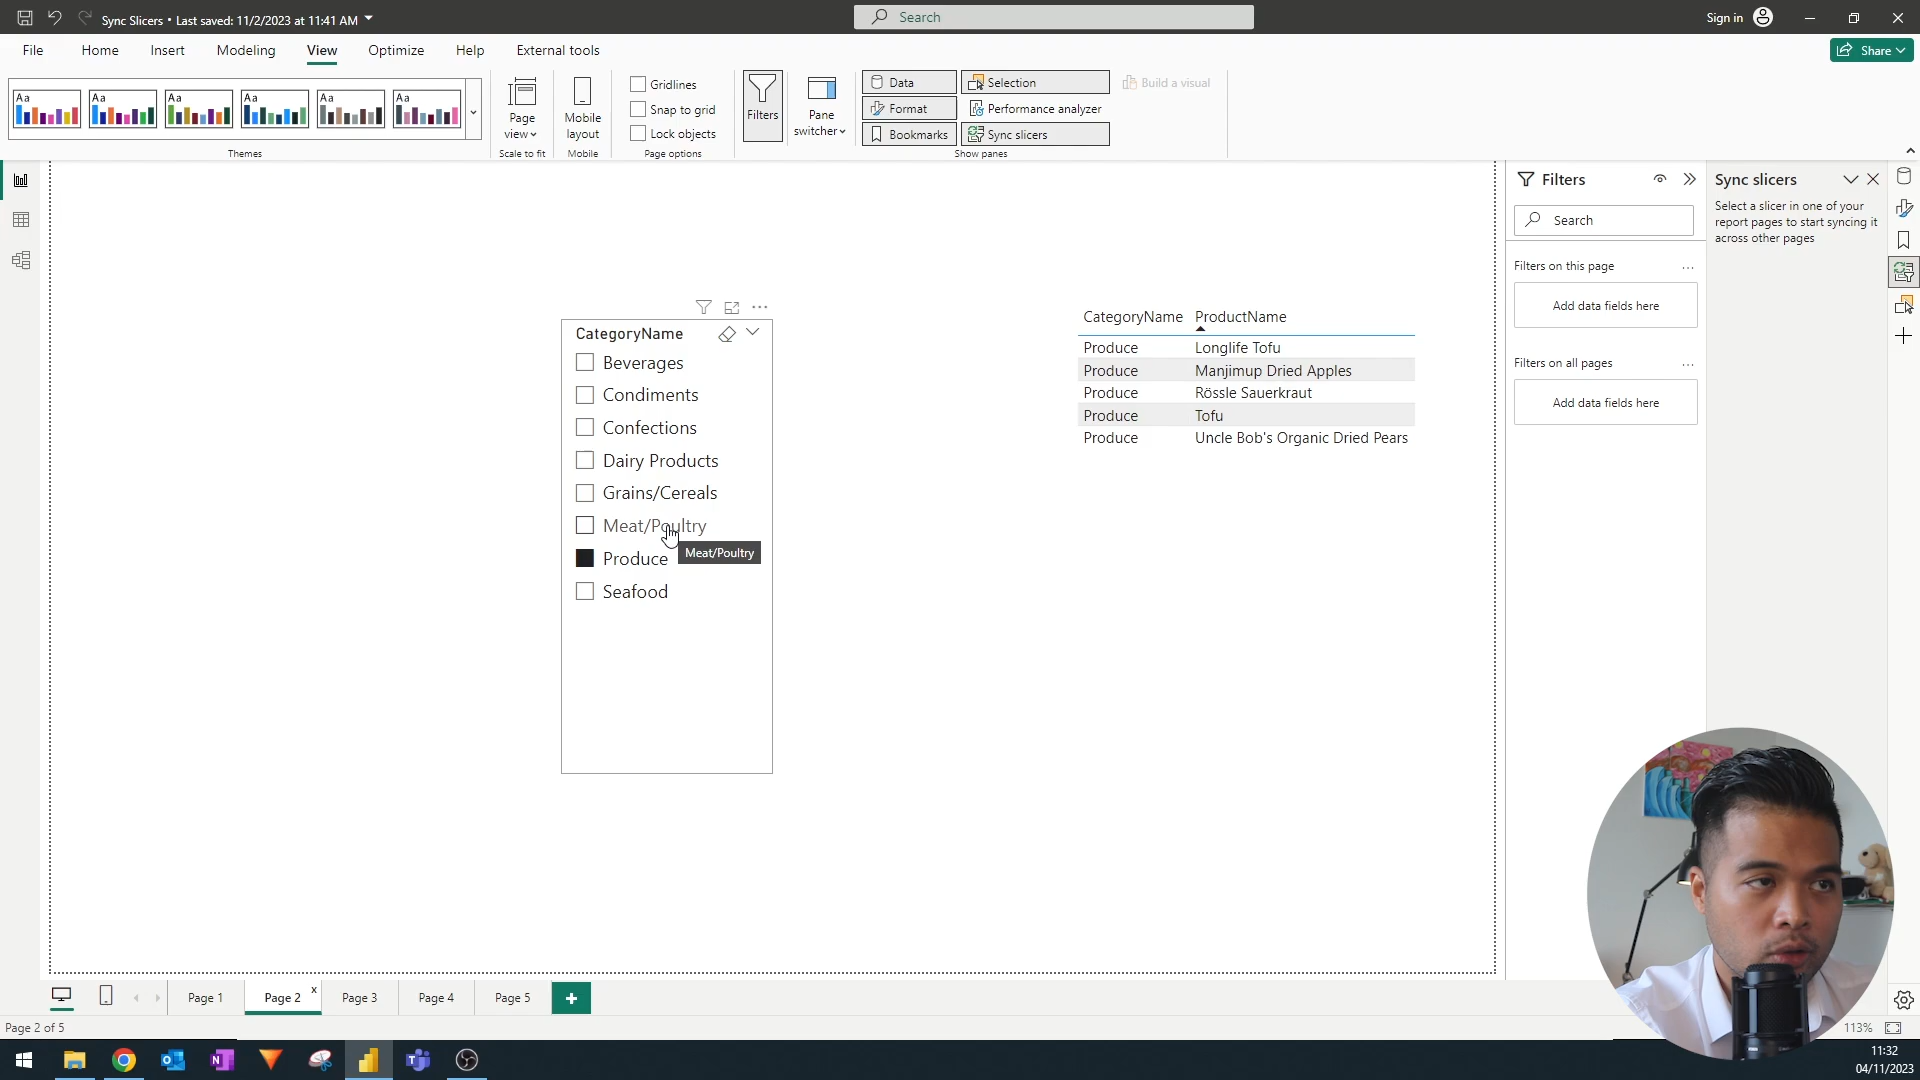 Sync Slicers • Last saved: 11/2/2023 at 11:41 AM
Search
Sign in
File
Home
Insert
Modeling
View
Optimize
Help
External tools
Share
Aa
Aa
Aa
Aa
Aa
Aa
Themes
Page
view
Scale to fit
Mobile
layout
Mobile
Gridlines
Snap to grid
Lock objects
Page options
Filters
Pane
switcher
Data
Format
Bookmarks
Selection
Performance analyzer
Sync slicers
Show panes
Build a visual
CategoryName
Beverages
Condiments
Confections
Dairy Products
Grains/Cereals
Meat/Poultry
Meat/Poultry
Produce
Seafood
CategoryName ProductName
Produce Longlife Tofu
Produce Manjimup Dried Apples
Produce Rössle Sauerkraut
Produce Tofu
Produce Uncle Bob's Organic Dried Pears
Filters
Search
Filters on this page
Add data fields here
Filters on all pages
Add data fields here
Sync slicers
Select a slicer in one of your
report pages to start syncing it
across other pages
Page 1
Page 2
x
Page 3
Page 4
Page 5
Page 2 of 5
113%
11:32
04/11/2023